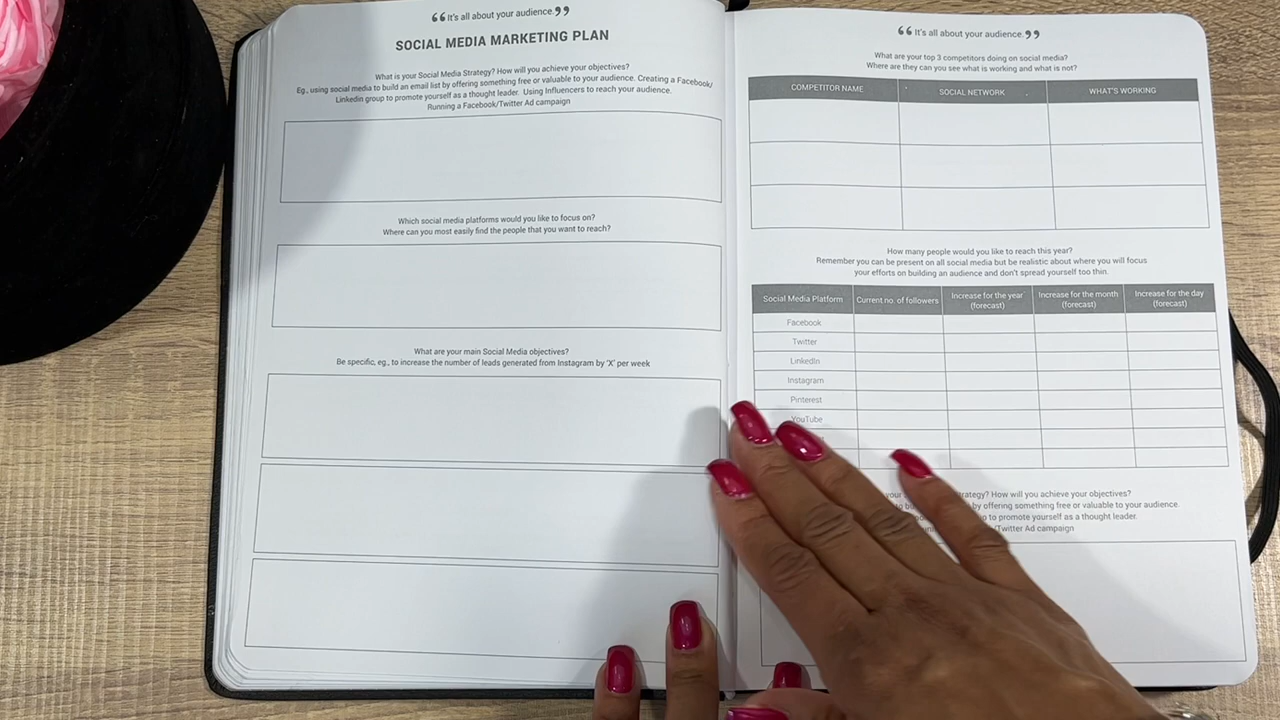 “It's all about your audience.”
SOCIAL MEDIA MARKETING PLAN
What is your Social Media Strategy? How will you achieve your objectives?
Eg., using social media to build an email list by offering something free or valuable to your audience. Creating a Facebook/
Linkedin group to promote yourself as a thought leader. Using Influencers to reach your audience.
Running a Facebook/Twitter Ad campaign
Which social media platforms would you like to focus on?
Where can you most easily find the people that you want to reach?
What are your main Social Media objectives?
Be specific, eg., to increase the number of leads generated from Instagram by 'X' per week
“It's all about your audience.”
What are your top 3 competitors doing on social media?
Where are they can you see what is working and what is not?
COMPETITOR NAME SOCIAL NETWORK WHAT'S WORKING
How many people would you like to reach this year?
Remember you can be present on all social media but be realistic about where you will focus
your efforts on building an audience and don't spread yourself too thin.
Social Media Platform Current no. of followers Increase for the year (forecast) Increase for the month (forecast) Increase for the day (forecast)
Facebook
Twitter
LinkedIn
Instagram
Pinterest
YouTube
your Strategy? How will you achieve your objectives?
by offering something free or valuable to your audience
to promote yourself as a thought leader.
/Twitter Ad campaign